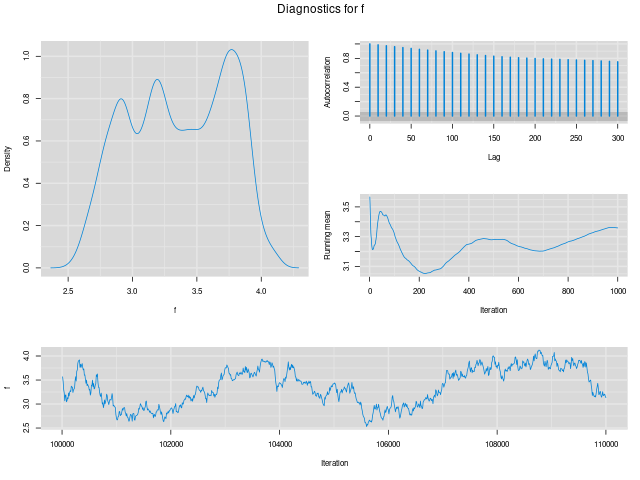 Diagnostics for f
Density
0.0 0.2 0.4 0.6 0.8 1.0
2.5 3.0 3.5 4.0
f
Autocorrelation
0.0 0.4 0.8
0 50 100 150 200 250 300
Lag
Running mean
3.1 3.3 3.5
0 200 400 600 800 1000
Iteration
f
2.5 3.0 3.5 4.0
100000 102000 104000 106000 108000 110000
Iteration